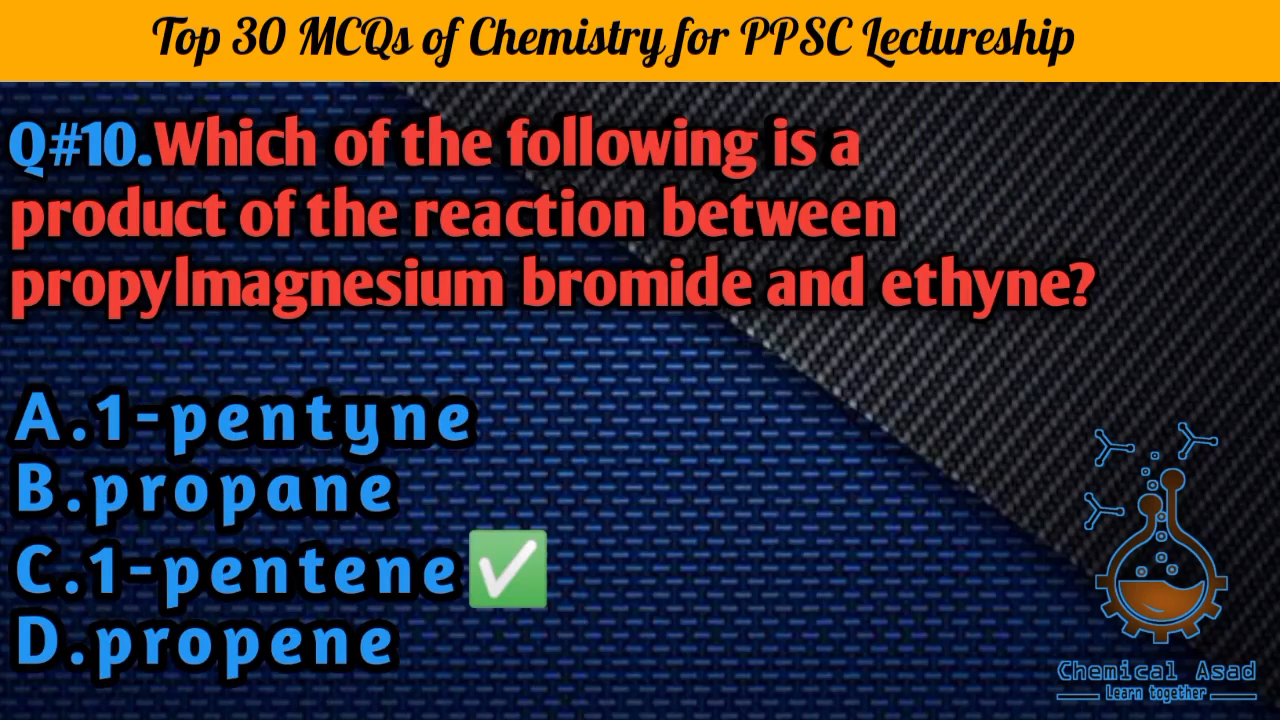 Top 30 MCQs of Chemistry for PPSC Lectureship
Q#10.Which of the following is a
product of the reaction between
propylmagnesium bromide and ethyne?
A.1-pentyne
B.propane
C.1-pentene✅
D.propene
Chemical Asad
Learn together